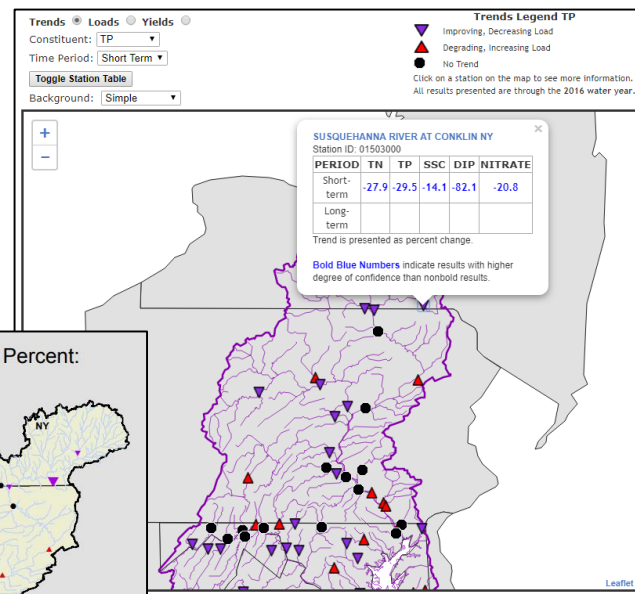 Trends Loads Yields
Constituent: TP
Time Period: Short Term
Toggle Station Table
Background: Simple
Trends Legend TP
Improving, Decreasing Load
Degrading, Increasing Load
No Trend
Click on a station on the map to see more information.
All results presented are through the 2016 water year.
+
−
×
SUSQUEHANNA RIVER AT CONKLIN NY
Station ID: 01503000
PERIOD TN TP SSC DIP NITRATE
Short-term -27.9 -29.5 -14.1 -82.1 -20.8
Long-term
Trend is presented as percent change.
Bold Blue Numbers indicate results with higher
degree of confidence than nonbold results.
Percent:
NY
Leaflet